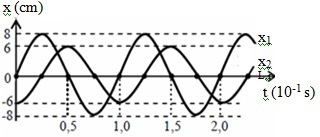 x (cm)
8
6
x₁
x₂
0
t (10⁻¹ s)
-6
-8
0,5
1,0
1,5
2,0